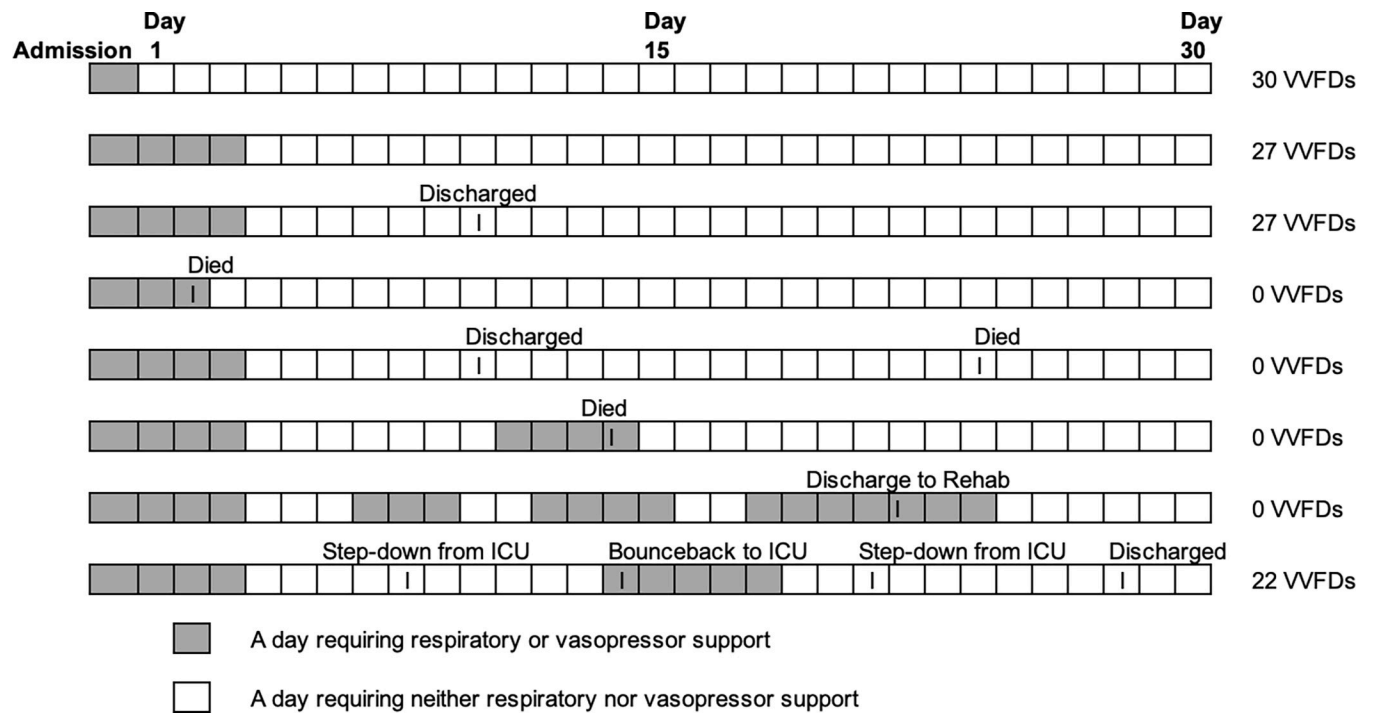 Day Day Day
Admission 1 15 30
30 VVFDs
27 VVFDs
Discharged
27 VVFDs
Died
0 VVFDs
Discharged Died
0 VVFDs
Died
0 VVFDs
Discharge to Rehab
0 VVFDs
Step-down from ICU Bounceback to ICU Step-down from ICU Discharged
22 VVFDs
A day requiring respiratory or vasopressor support
A day requiring neither respiratory nor vasopressor support